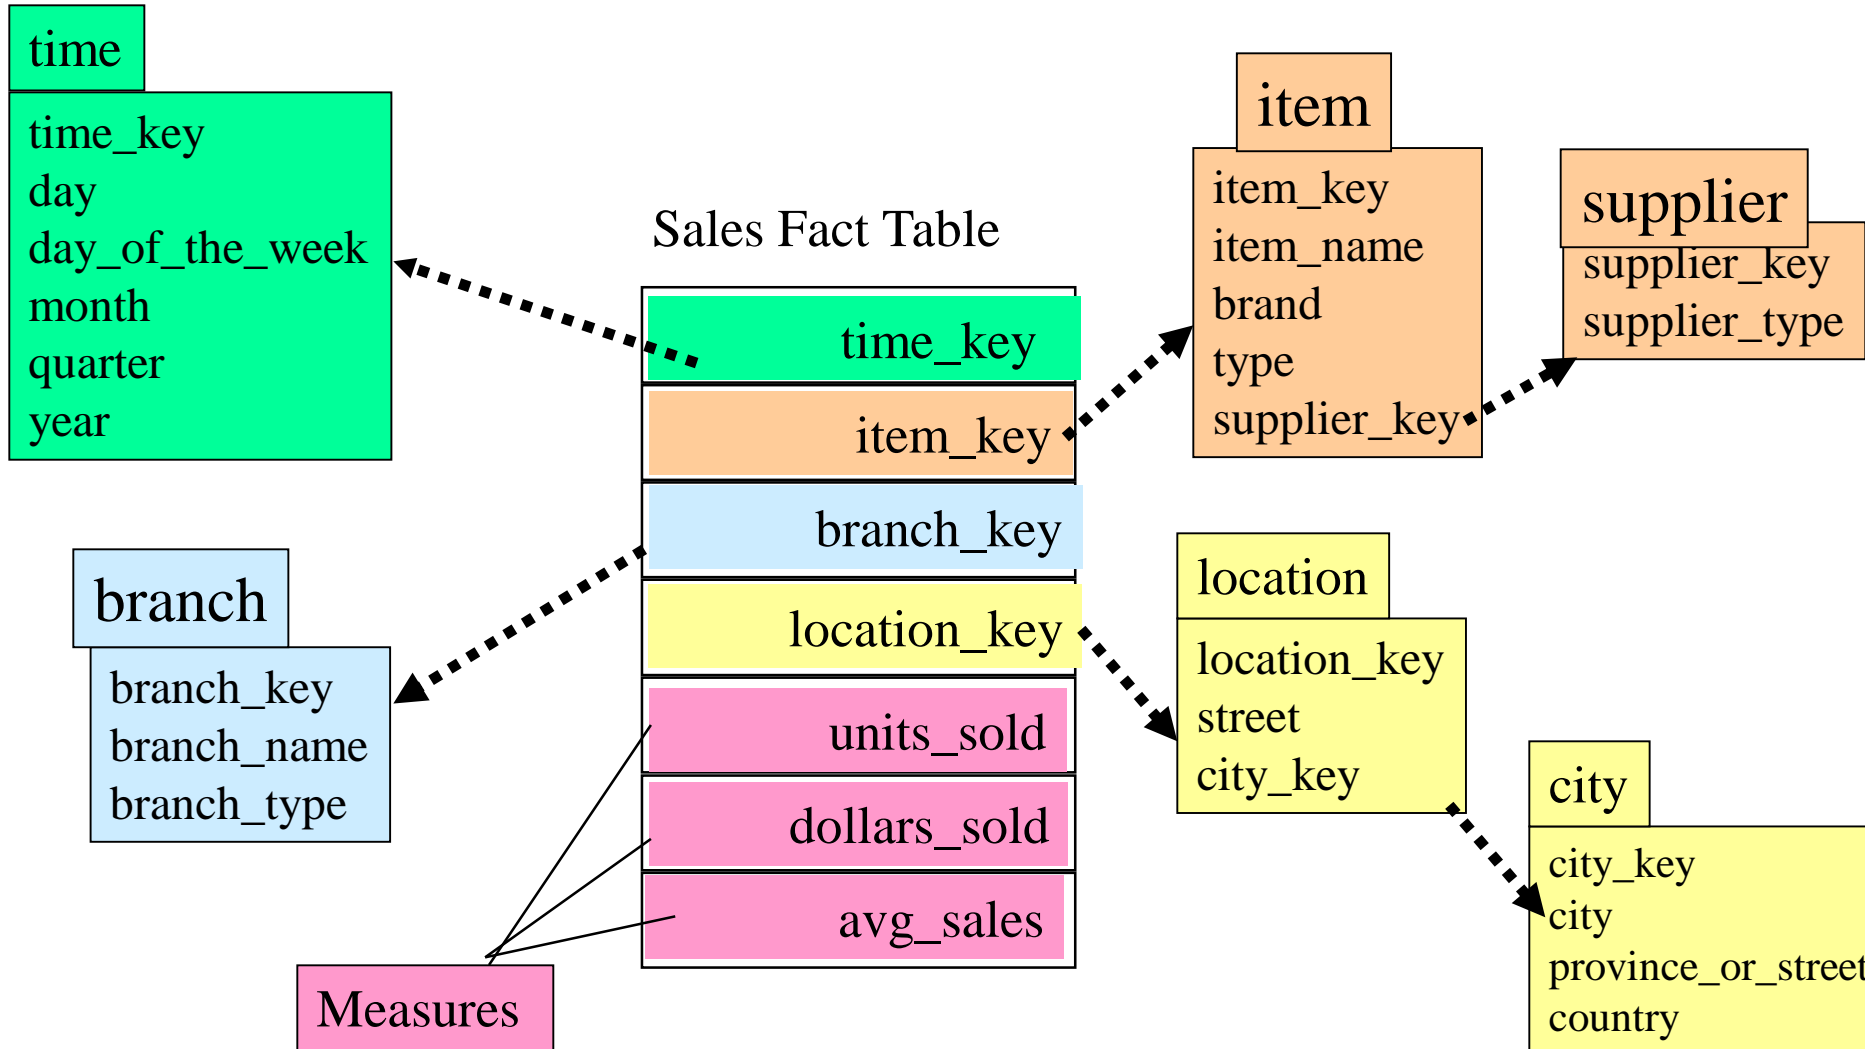 time
time_key
day
day_of_the_week
month
quarter
year
branch
branch_key
branch_name
branch_type
Sales Fact Table
time_key
item_key
branch_key
location_key
units_sold
dollars_sold
avg_sales
Measures
item
item_key
item_name
brand
type
supplier_key
supplier
supplier_key
supplier_type
location
location_key
street
city_key
city
city_key
city
province_or_street
country